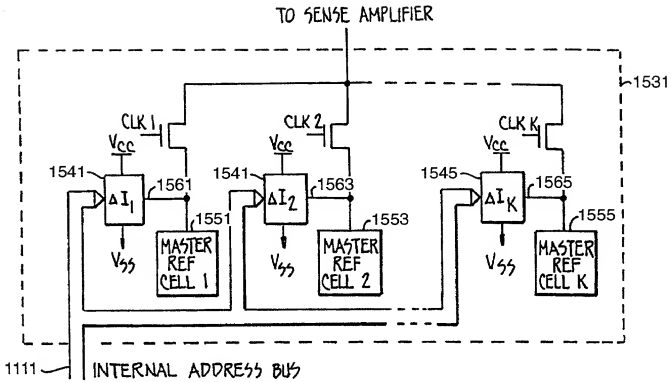 TO SENSE AMPLIFIER
1531
CLK 1
CLK 2
CLK K
VCC
VCC
VCC
1541
1541
1545
ΔI1
1561
ΔI2
1563
ΔIK
1565
1551
1553
1555
VSS
VSS
VSS
MASTER
REF
CELL 1
MASTER
REF
CELL 2
MASTER
REF
CELL K
1111
INTERNAL ADDRESS BUS